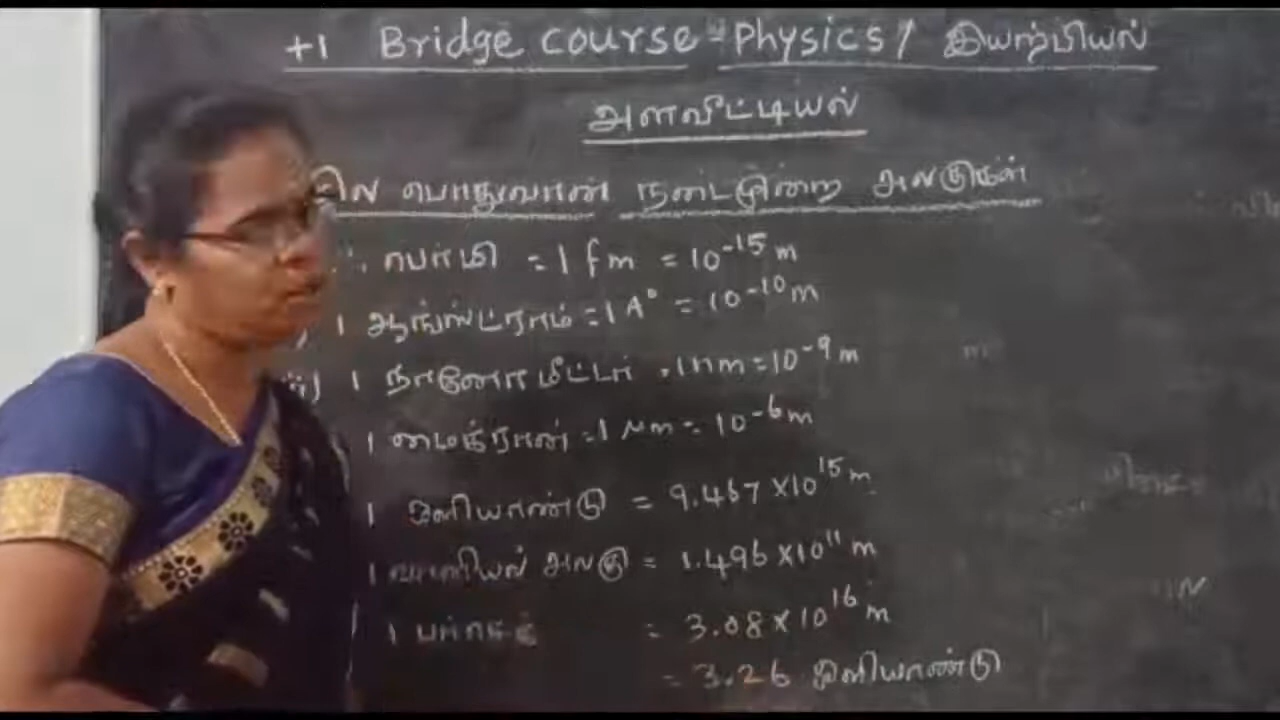 +1 Bridge course - Physics / இயற்பியல்
அளவீட்டியல்
சில பொதுவான நடைமுறை அலகுகள்
ஃபெர்மி = 1 fm = 10⁻¹⁵ m
1 ஆங்ஸ்ட்ராம் = 1 A° = 10⁻¹⁰ m
1 நானோமீட்டர் = 1 nm = 10⁻⁹ m
1 மைக்ரான் = 1 μm = 10⁻⁶ m
1 ஒளியாண்டு = 9.467 × 10¹⁵ m
1 வானியல் அலகு = 1.496 × 10¹¹ m
1 = 3.08 × 10¹⁶ m
= 3.26 ஒளியாண்டு